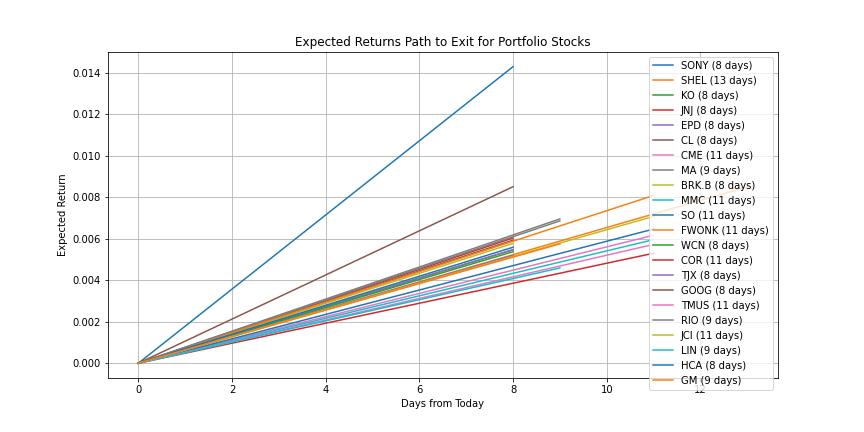 Expected Returns Path to Exit for Portfolio Stocks
0.014
0.012
0.010
0.008
0.006
0.004
0.002
0.000
Expected Return
0
2
4
6
8
10
12
Days from Today
SONY (8 days)
SHEL (13 days)
KO (8 days)
JNJ (8 days)
EPD (8 days)
CL (8 days)
CME (11 days)
MA (9 days)
BRK.B (8 days)
MMC (11 days)
SO (11 days)
FWONK (11 days)
WCN (8 days)
COR (11 days)
TJX (8 days)
GOOG (8 days)
TMUS (11 days)
RIO (9 days)
JCI (11 days)
LIN (9 days)
HCA (8 days)
GM (9 days)